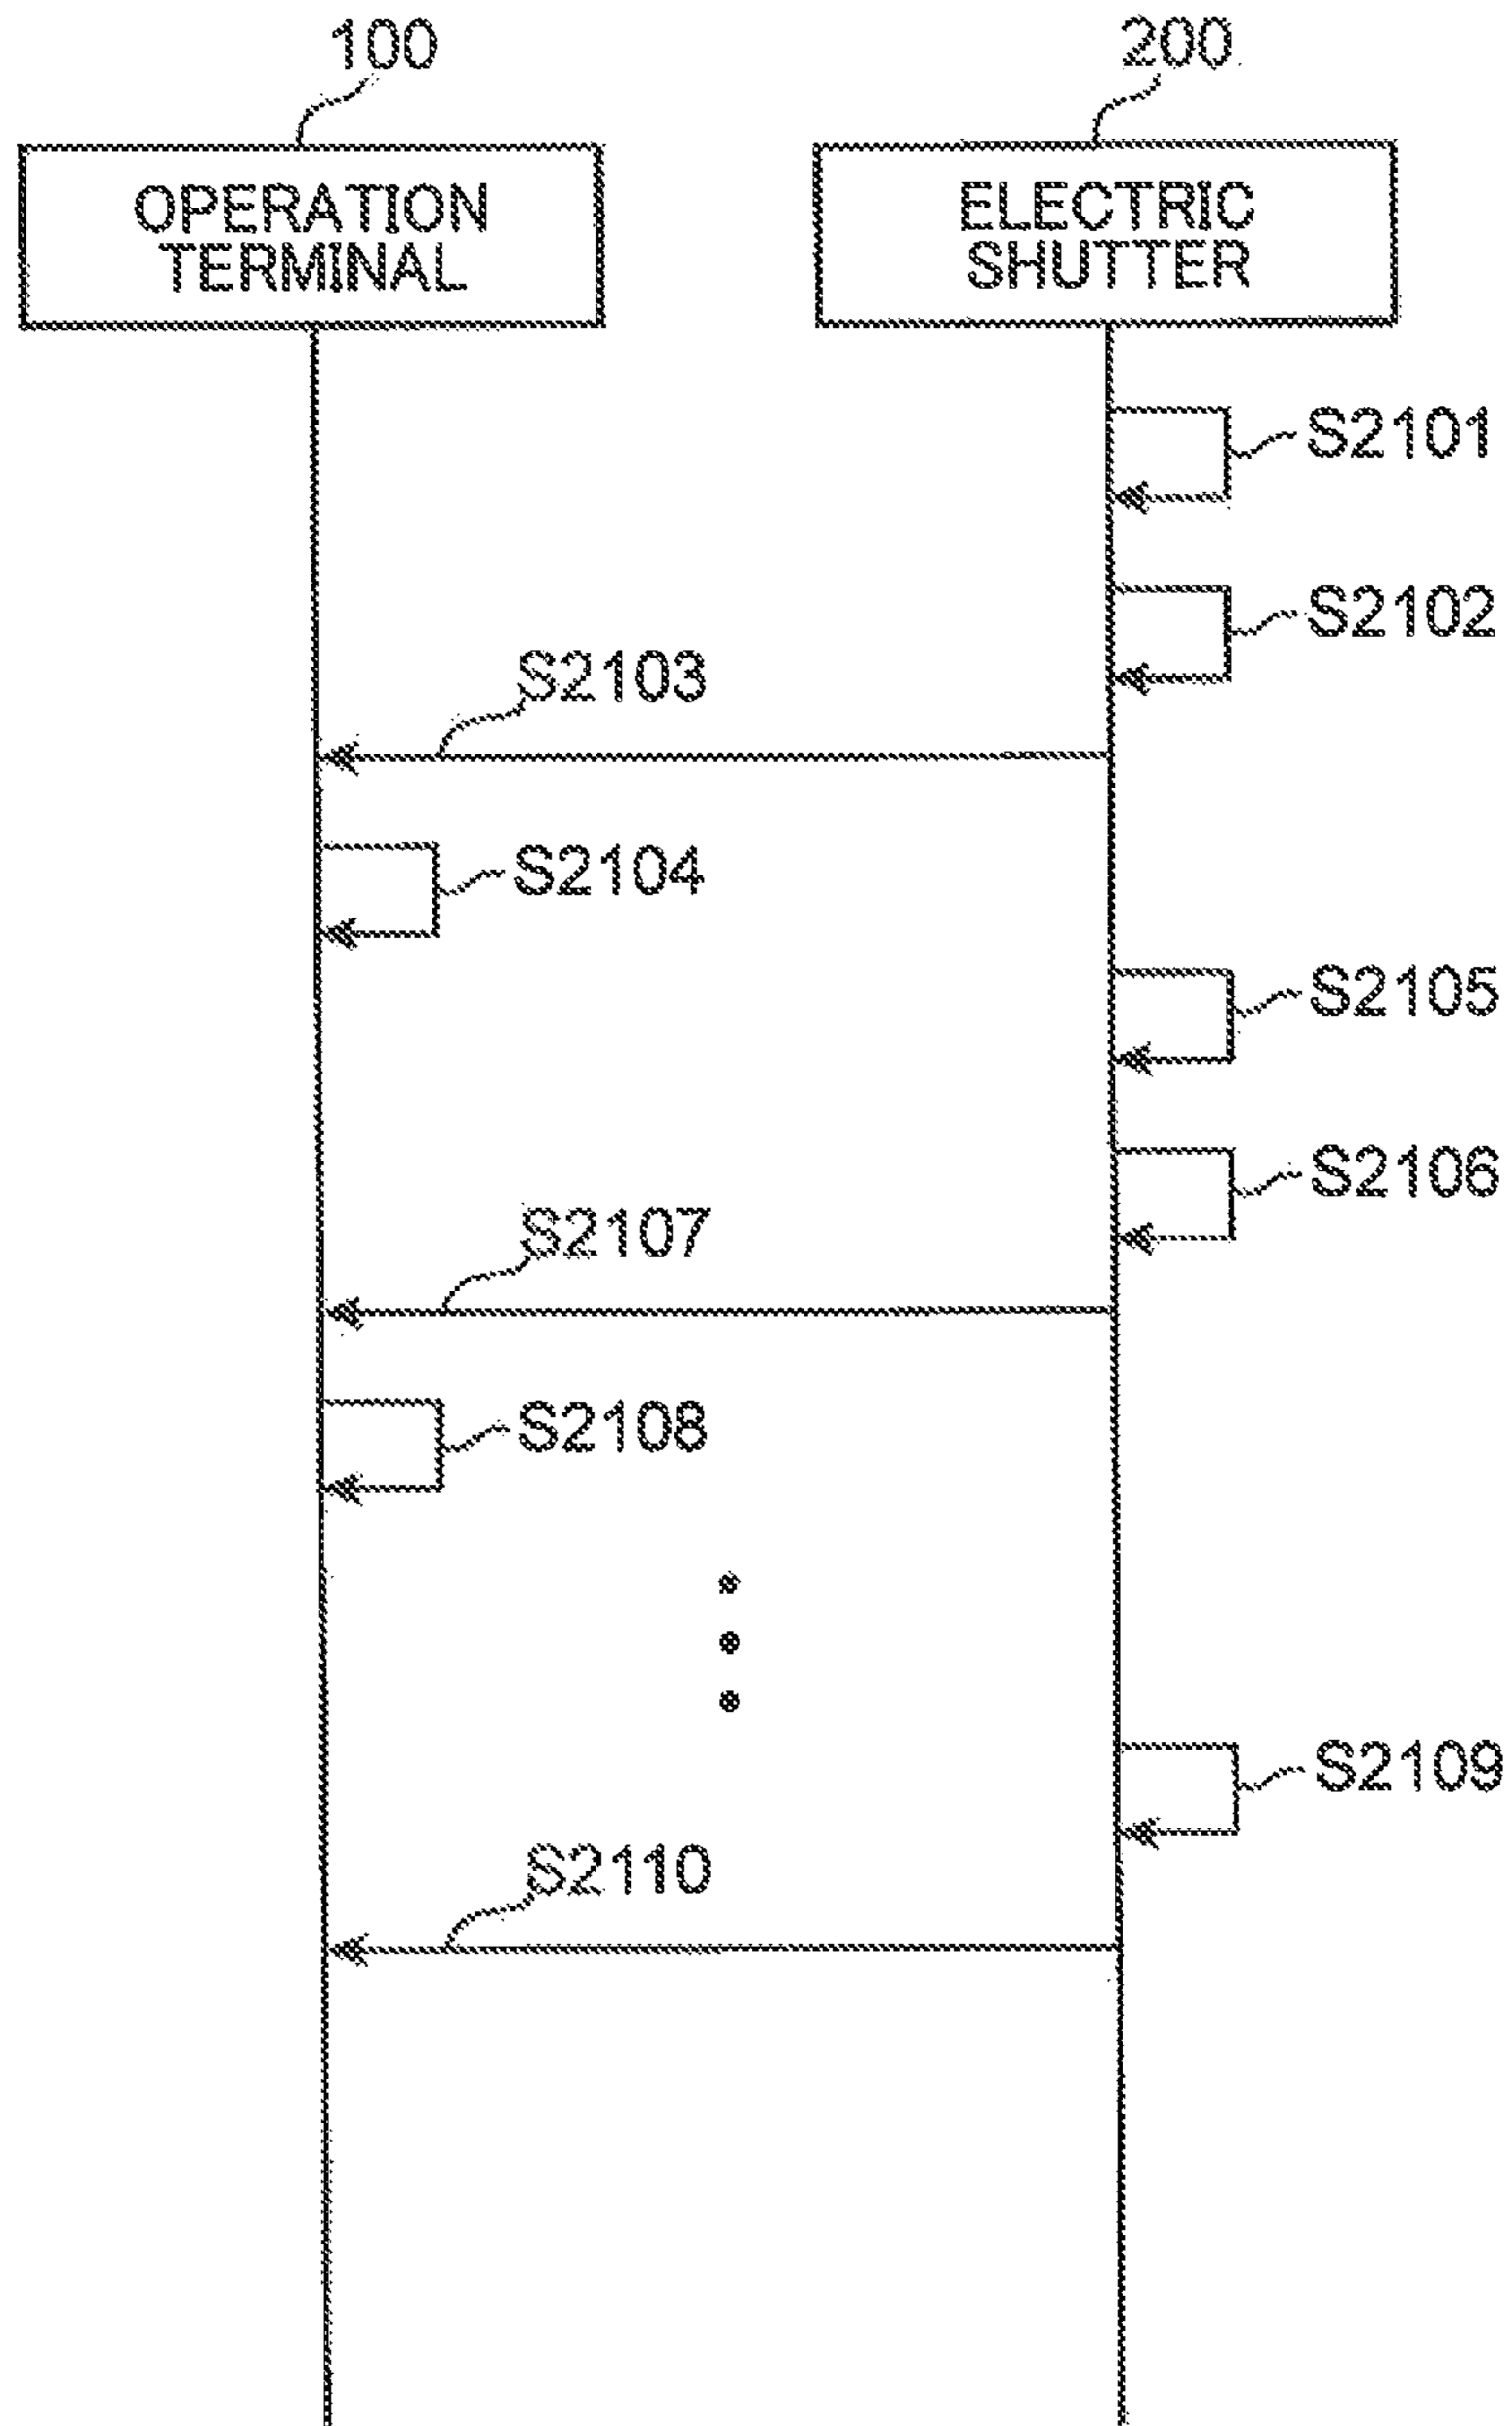 100
200
OPERATION
TERMINAL
ELECTRIC
SHUTTER
S2101
S2102
S2103
S2104
S2105
S2106
S2107
S2108
S2109
S2110